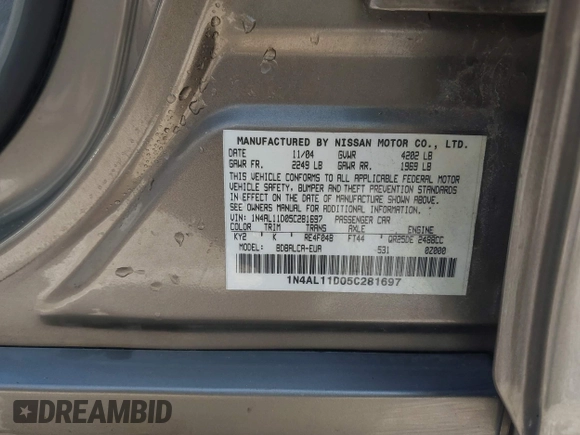 MANUFACTURED BY NISSAN MOTOR CO., LTD.
DATE 11/04 GVWR 4202 LB
GAWR FR. 2249 LB GAWR RR. 1969 LB
THIS VEHICLE CONFORMS TO ALL APPLICABLE FEDERAL MOTOR
VEHICLE SAFETY, BUMPER AND THEFT PREVENTION STANDARDS
IN EFFECT ON THE DATE OF MANUFACTURE SHOWN ABOVE.
SEE OWNERS MANUAL FOR ADDITIONAL INFORMATION.
VIN: 1N4AL11D05C281697 PASSENGER CAR
COLOR TRIM TRANS AXLE ENGINE
KY2 K RE4F04B FT44 QR25DE 2488CC
MODEL: BDBALCA-EUA 531 0Z000
1N4AL11D05C281697
DREAMBID